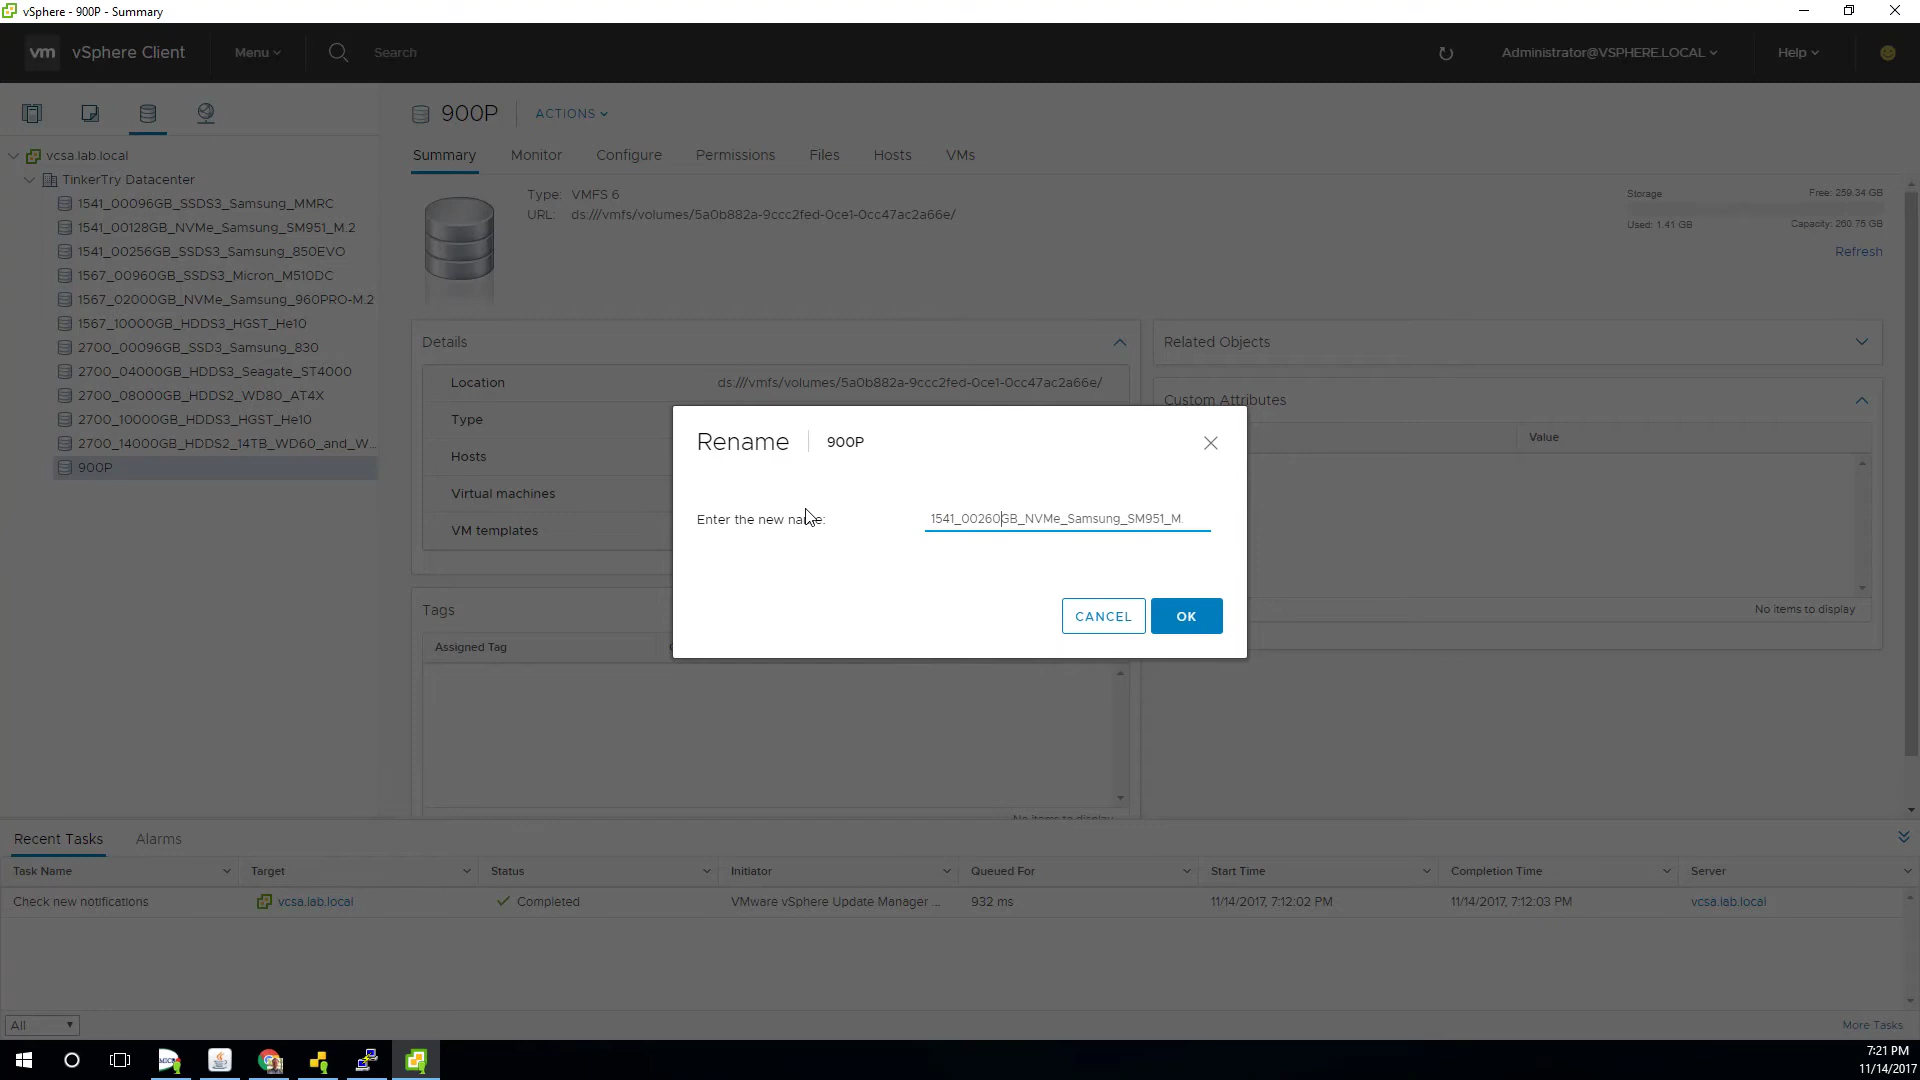 vSphere - 900P - Summary
vm vSphere Client Menu Search Administrator@VSPHERE.LOCAL Help
900P ACTIONS
vcsa.lab.local
Summary Monitor Configure Permissions Files Hosts VMs
TinkerTry Datacenter
1541_00096GB_SSDS3_Samsung_MMRC
1541_00128GB_NVMe_Samsung_SM951_M.2
1541_00256GB_SSDS3_Samsung_850EVO
1567_00960GB_SSDS3_Micron_M510DC
1567_02000GB_NVMe_Samsung_960PRO-M.2
1567_10000GB_HDDS3_HGST_He10
2700_00096GB_SSD3_Samsung_830
2700_04000GB_HDDS3_Seagate_ST4000
2700_08000GB_HDDS2_WD80_AT4X
2700_10000GB_HDDS3_HGST_He10
2700_14000GB_HDDS2_14TB_WD60_and_W...
900P
Type: VMFS 6
URL: ds:///vmfs/volumes/5a0b882a-9ccc2fed-0ce1-0cc47ac2a66e/
Storage Free: 259.34 GB
Used: 1.41 GB Capacity: 260.75 GB
Refresh
Details
Location ds:///vmfs/volumes/5a0b882a-9ccc2fed-0ce1-0cc47ac2a66e/
Type
Hosts
Virtual machines
VM templates
Related Objects
Custom Attributes
Value
No items to display
Rename 900P
Enter the new name: 1541_00260GB_NVMe_Samsung_SM951_M.
CANCEL OK
Tags
Assigned Tag
No items to display
Recent Tasks Alarms
Task Name Target Status Initiator Queued For Start Time Completion Time Server
Check new notifications vcsa.lab.local Completed VMware vSphere Update Manager ... 932 ms 11/14/2017, 7:12:02 PM 11/14/2017, 7:12:03 PM vcsa.lab.local
All More Tasks
7:21 PM
11/14/2017